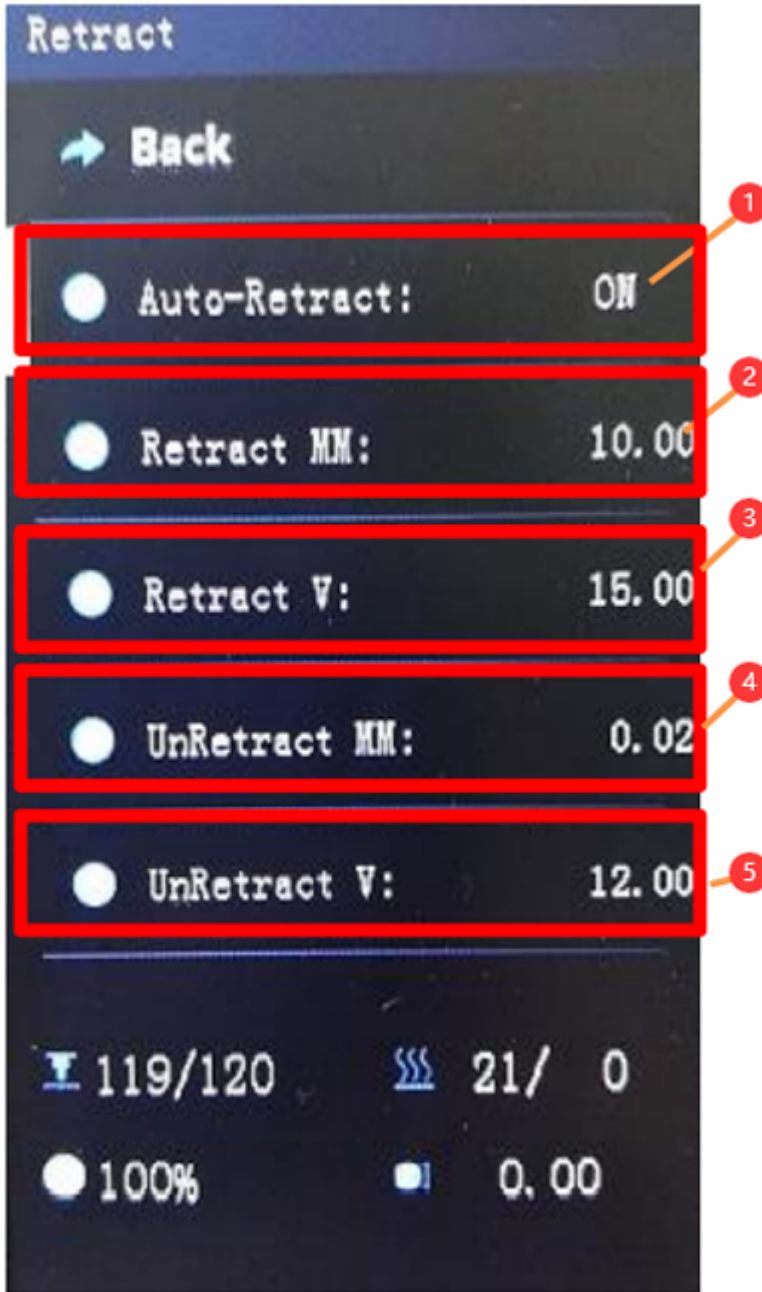 Retract
Back
1
Auto-Retract: ON
2
Retract MM: 10.00
3
Retract V: 15.00
4
UnRetract MM: 0.02
5
UnRetract V: 12.00
119/120 21/ 0
100% 0.00